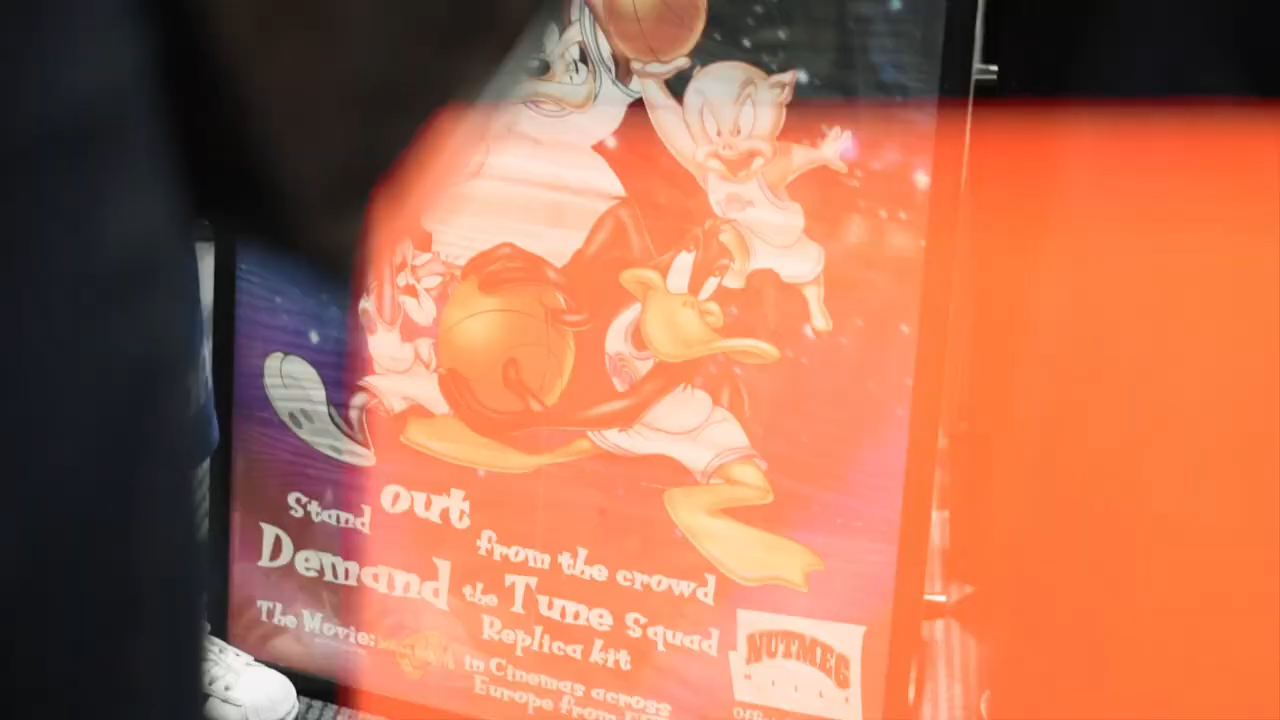 Stand out from the crowd
Demand the Tune Squad
Replica kit
The Movie:
in Cinemas across
Europe from
NUTMEG
MILLS